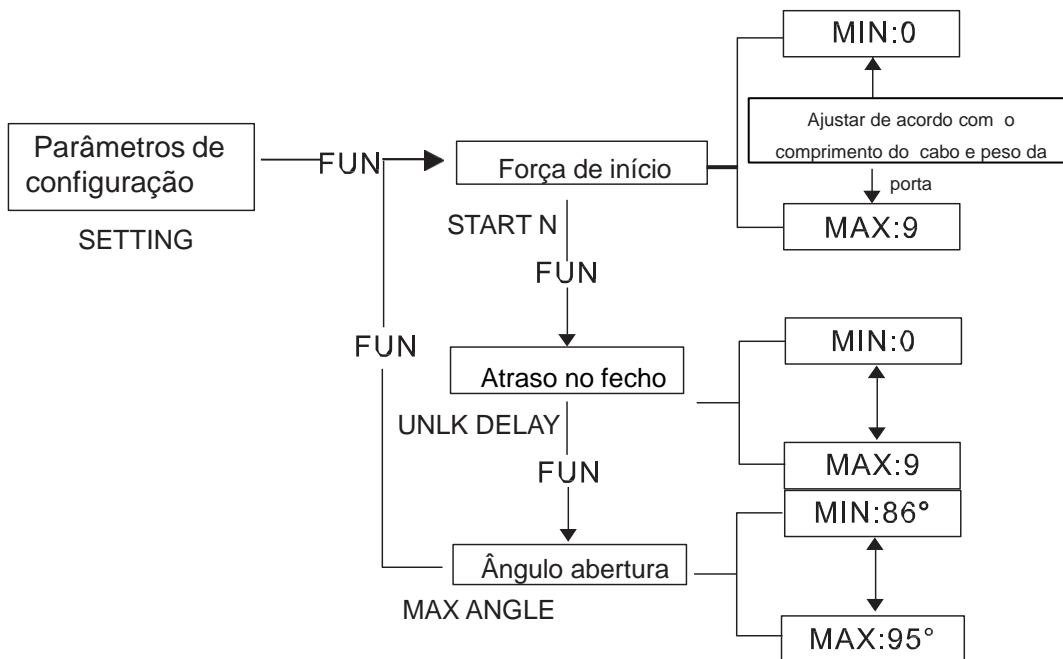 MIN:0
Ajustar de acordo com o
comprimento do cabo e peso da
porta
MAX:9
Parâmetros de
configuração
SETTING
FUN
Força de início
START N
FUN
FUN
Atraso no fecho
UNLK DELAY
MIN:0
MAX:9
FUN
Ângulo abertura
MAX ANGLE
MIN:86°
MAX:95°